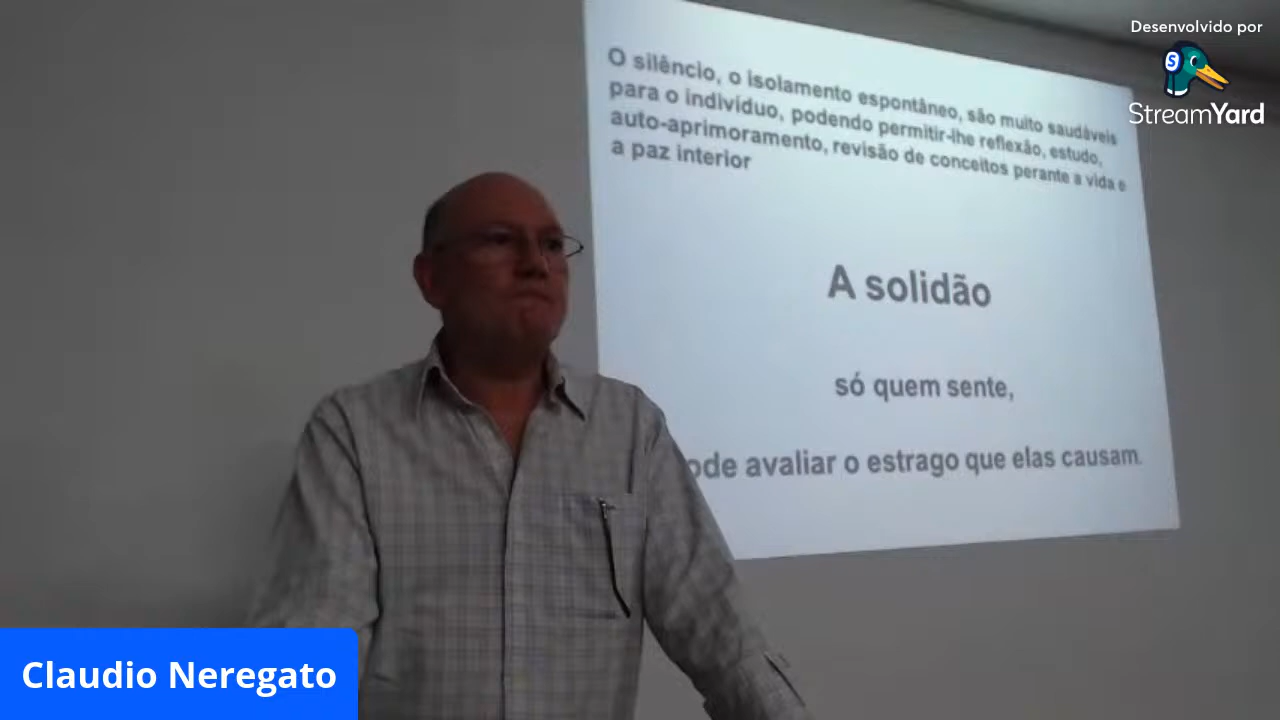 Desenvolvido por
StreamYard
O silêncio, o isolamento espontâneo, são muito saudáveis
para o indivíduo, podendo permitir-lhe reflexão, estudo,
auto-aprimoramento, revisão de conceitos perante a vida e
a paz interior
A solidão
só quem sente,
ode avaliar o estrago que elas causam.
Claudio Neregato